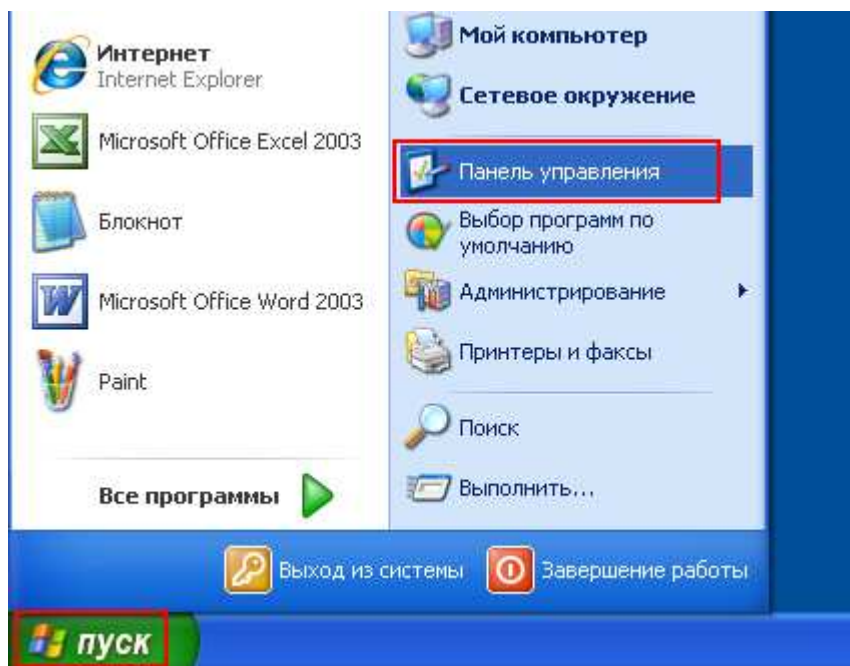 Интернет
Internet Explorer
Microsoft Office Excel 2003
Блокнот
Microsoft Office Word 2003
Paint
Все программы
Мой компьютер
Сетевое окружение
Панель управления
Выбор программ по
умолчанию
Администрирование
Принтеры и факсы
Поиск
Выполнить...
Выход из системы
Завершение работы
пуск